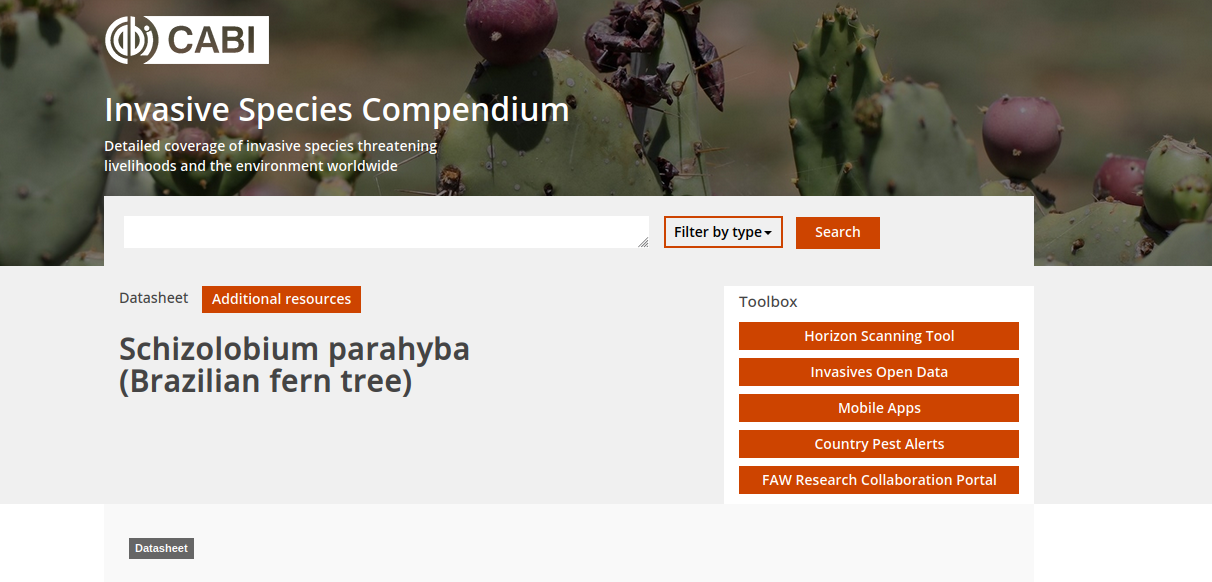 CABI
Invasive Species Compendium
Detailed coverage of invasive species threatening
livelihoods and the environment worldwide
Filter by type
Search
Datasheet
Additional resources
Schizolobium parahyba
(Brazilian fern tree)
Toolbox
Horizon Scanning Tool
Invasives Open Data
Mobile Apps
Country Pest Alerts
FAW Research Collaboration Portal
Datasheet